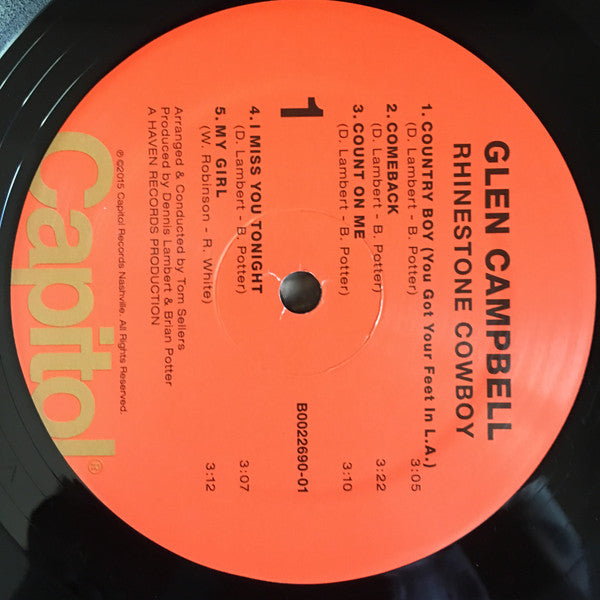 GLEN CAMPBELL
RHINESTONE COWBOY
1. COUNTRY BOY (You Got Your Feet In L.A.) 3:05
(D. Lambert - B. Potter)
2. COMEBACK 3:22
(D. Lambert - B. Potter)
3. COUNT ON ME 3:10
(D. Lambert - B. Potter)
1
B0022690-01
4. I MISS YOU TONIGHT 3:07
(D. Lambert - B. Potter)
5. MY GIRL 3:12
(W. Robinson - R. White)
Arranged & Conducted by Tom Sellers
Produced by Dennis Lambert & Brian Potter
A HAVEN RECORDS PRODUCTION
Capitol®
℗©2015 Capitol Records Nashville. All Rights Reserved.